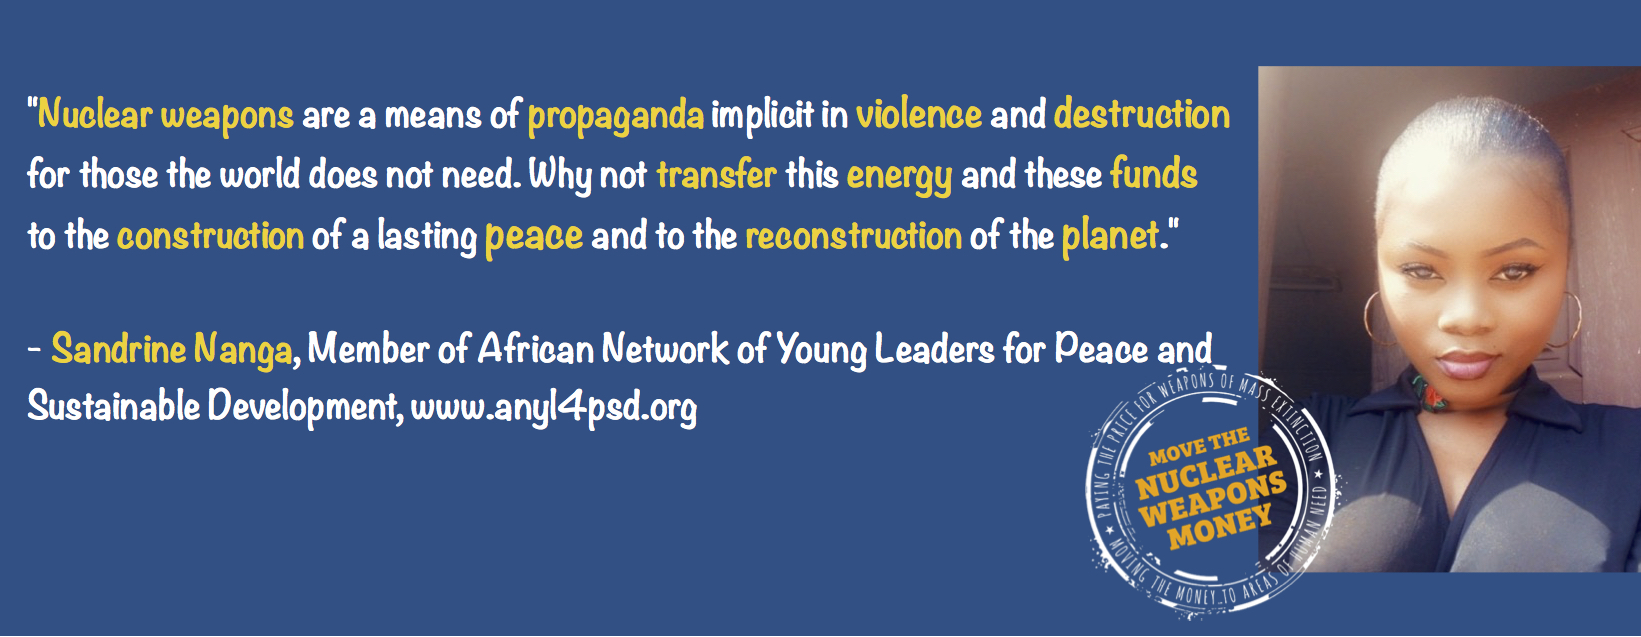 "Nuclear weapons are a means of propaganda implicit in violence and destruction
for those the world does not need. Why not transfer this energy and these funds
to the construction of a lasting peace and to the reconstruction of the planet."
- Sandrine Nanga, Member of African Network of Young Leaders for Peace and
Sustainable Development, www.anyl4psd.org
PAYING THE PRICE FOR WEAPONS OF MASS EXTINCTION
MOVE THE
NUCLEAR
WEAPONS
MONEY
MOVING THE MONEY TO AREAS OF HUMAN NEED